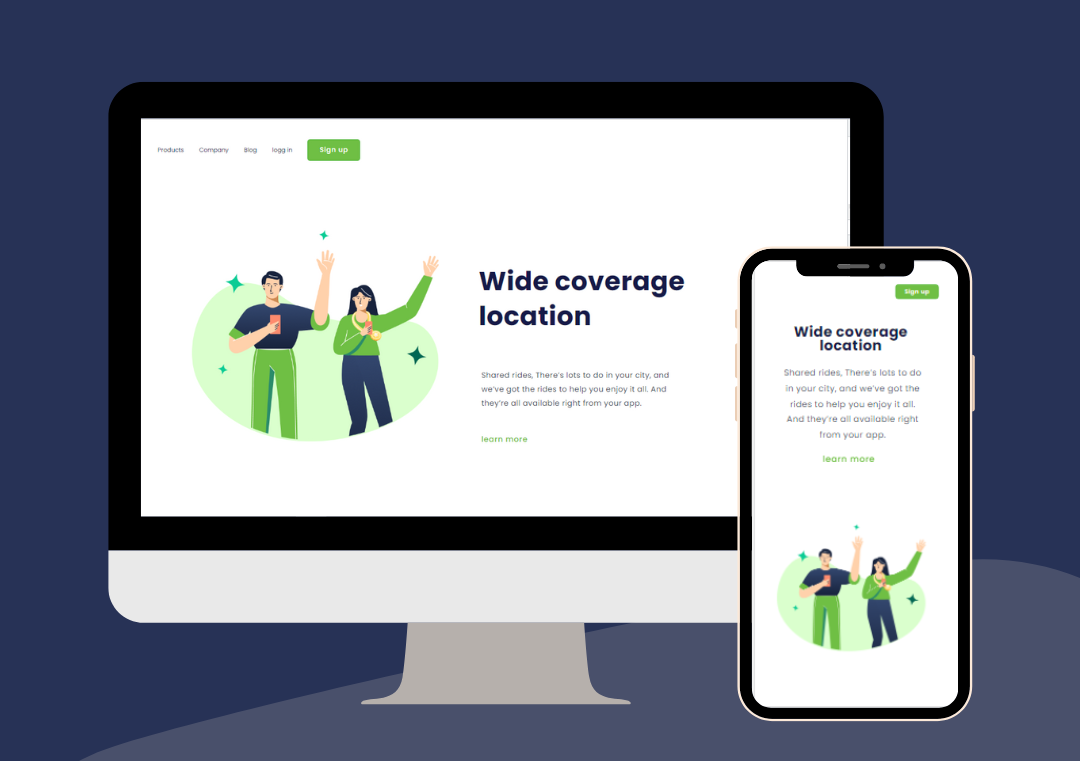 Products Company Blog logg in Sign up
Wide coverage
location
Shared rides, There's lots to do in your city, and
we've got the rides to help you enjoy it all. And
they're all available right from your app.
learn more
Sign up
Wide coverage
location
Shared rides, There's lots to do
in your city, and we've got the
rides to help you enjoy it all.
And they're all available right
from your app.
learn more